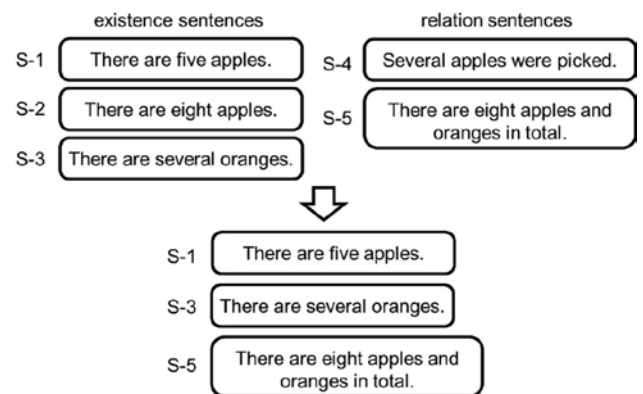 existence sentences
S-1 There are five apples.
S-2 There are eight apples.
S-3 There are several oranges.
relation sentences
S-4 Several apples were picked.
S-5 There are eight apples and
oranges in total.
S-1 There are five apples.
S-3 There are several oranges.
S-5 There are eight apples and
oranges in total.